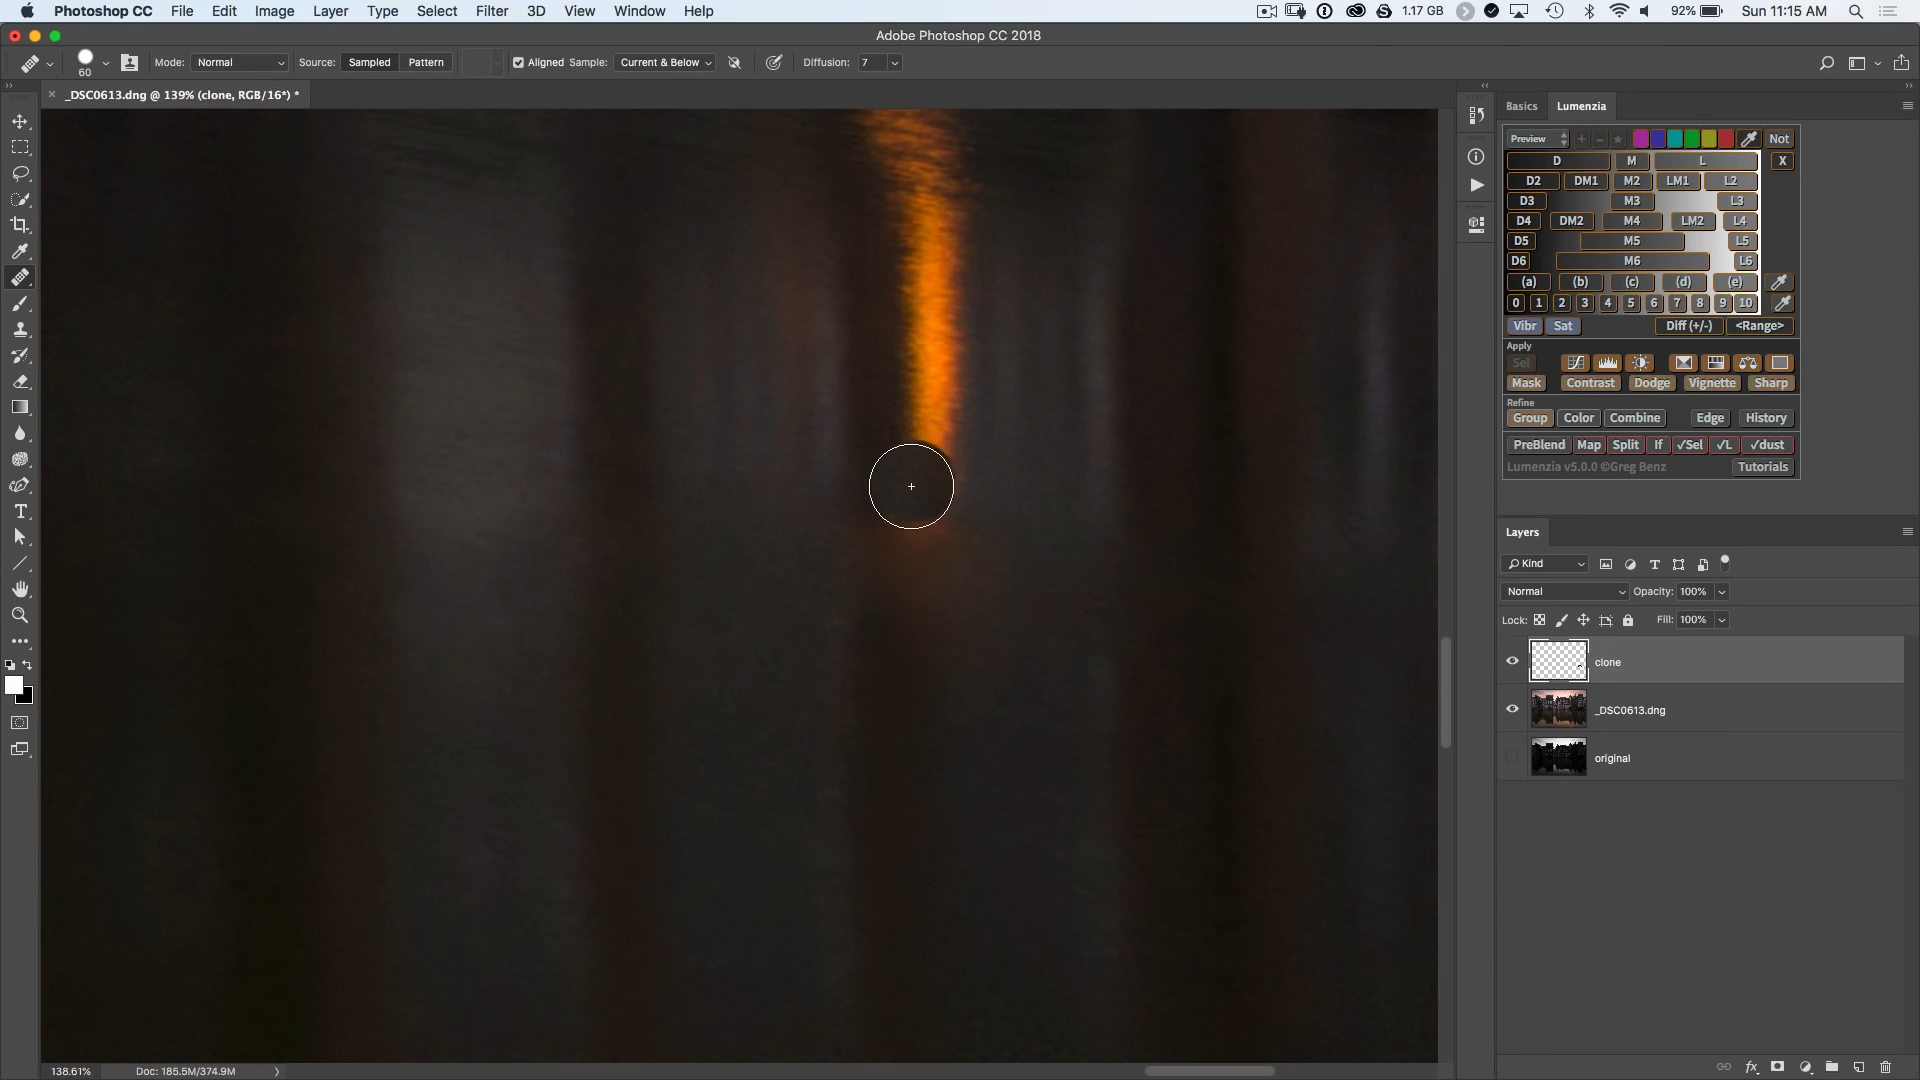 Photoshop CC File Edit Image Layer Type Select Filter 3D View Window Help 1.17 GB 92% Sun 11:15 AM
Adobe Photoshop CC 2018
60 Mode: Normal Source: Sampled Pattern Aligned Sample: Current & Below Diffusion: 7
_DSC0613.dng @ 139% (clone, RGB/16*) *
Basics Lumenzia
Preview Not
D M L X
D2 DM1 M2 LM1 L2
D3 M3 L3
D4 DM2 M4 LM2 L4
D5 M5 L5
D6 M6 L6
(a) (b) (c) (d) (e)
0 1 2 3 4 5 6 7 8 9 10
Vibr Sat Diff (+/-) <Range>
Apply
Sel
Mask Contrast Dodge Vignette Sharp
Refine
Group Color Combine Edge History
PreBlend Map Split If √Sel √L √dust
Lumenzia v5.0.0 ©Greg Benz Tutorials
Layers
Kind
Normal Opacity: 100%
Lock: Fill: 100%
clone
_DSC0613.dng
original
138.61% Doc: 185.5M/374.9M